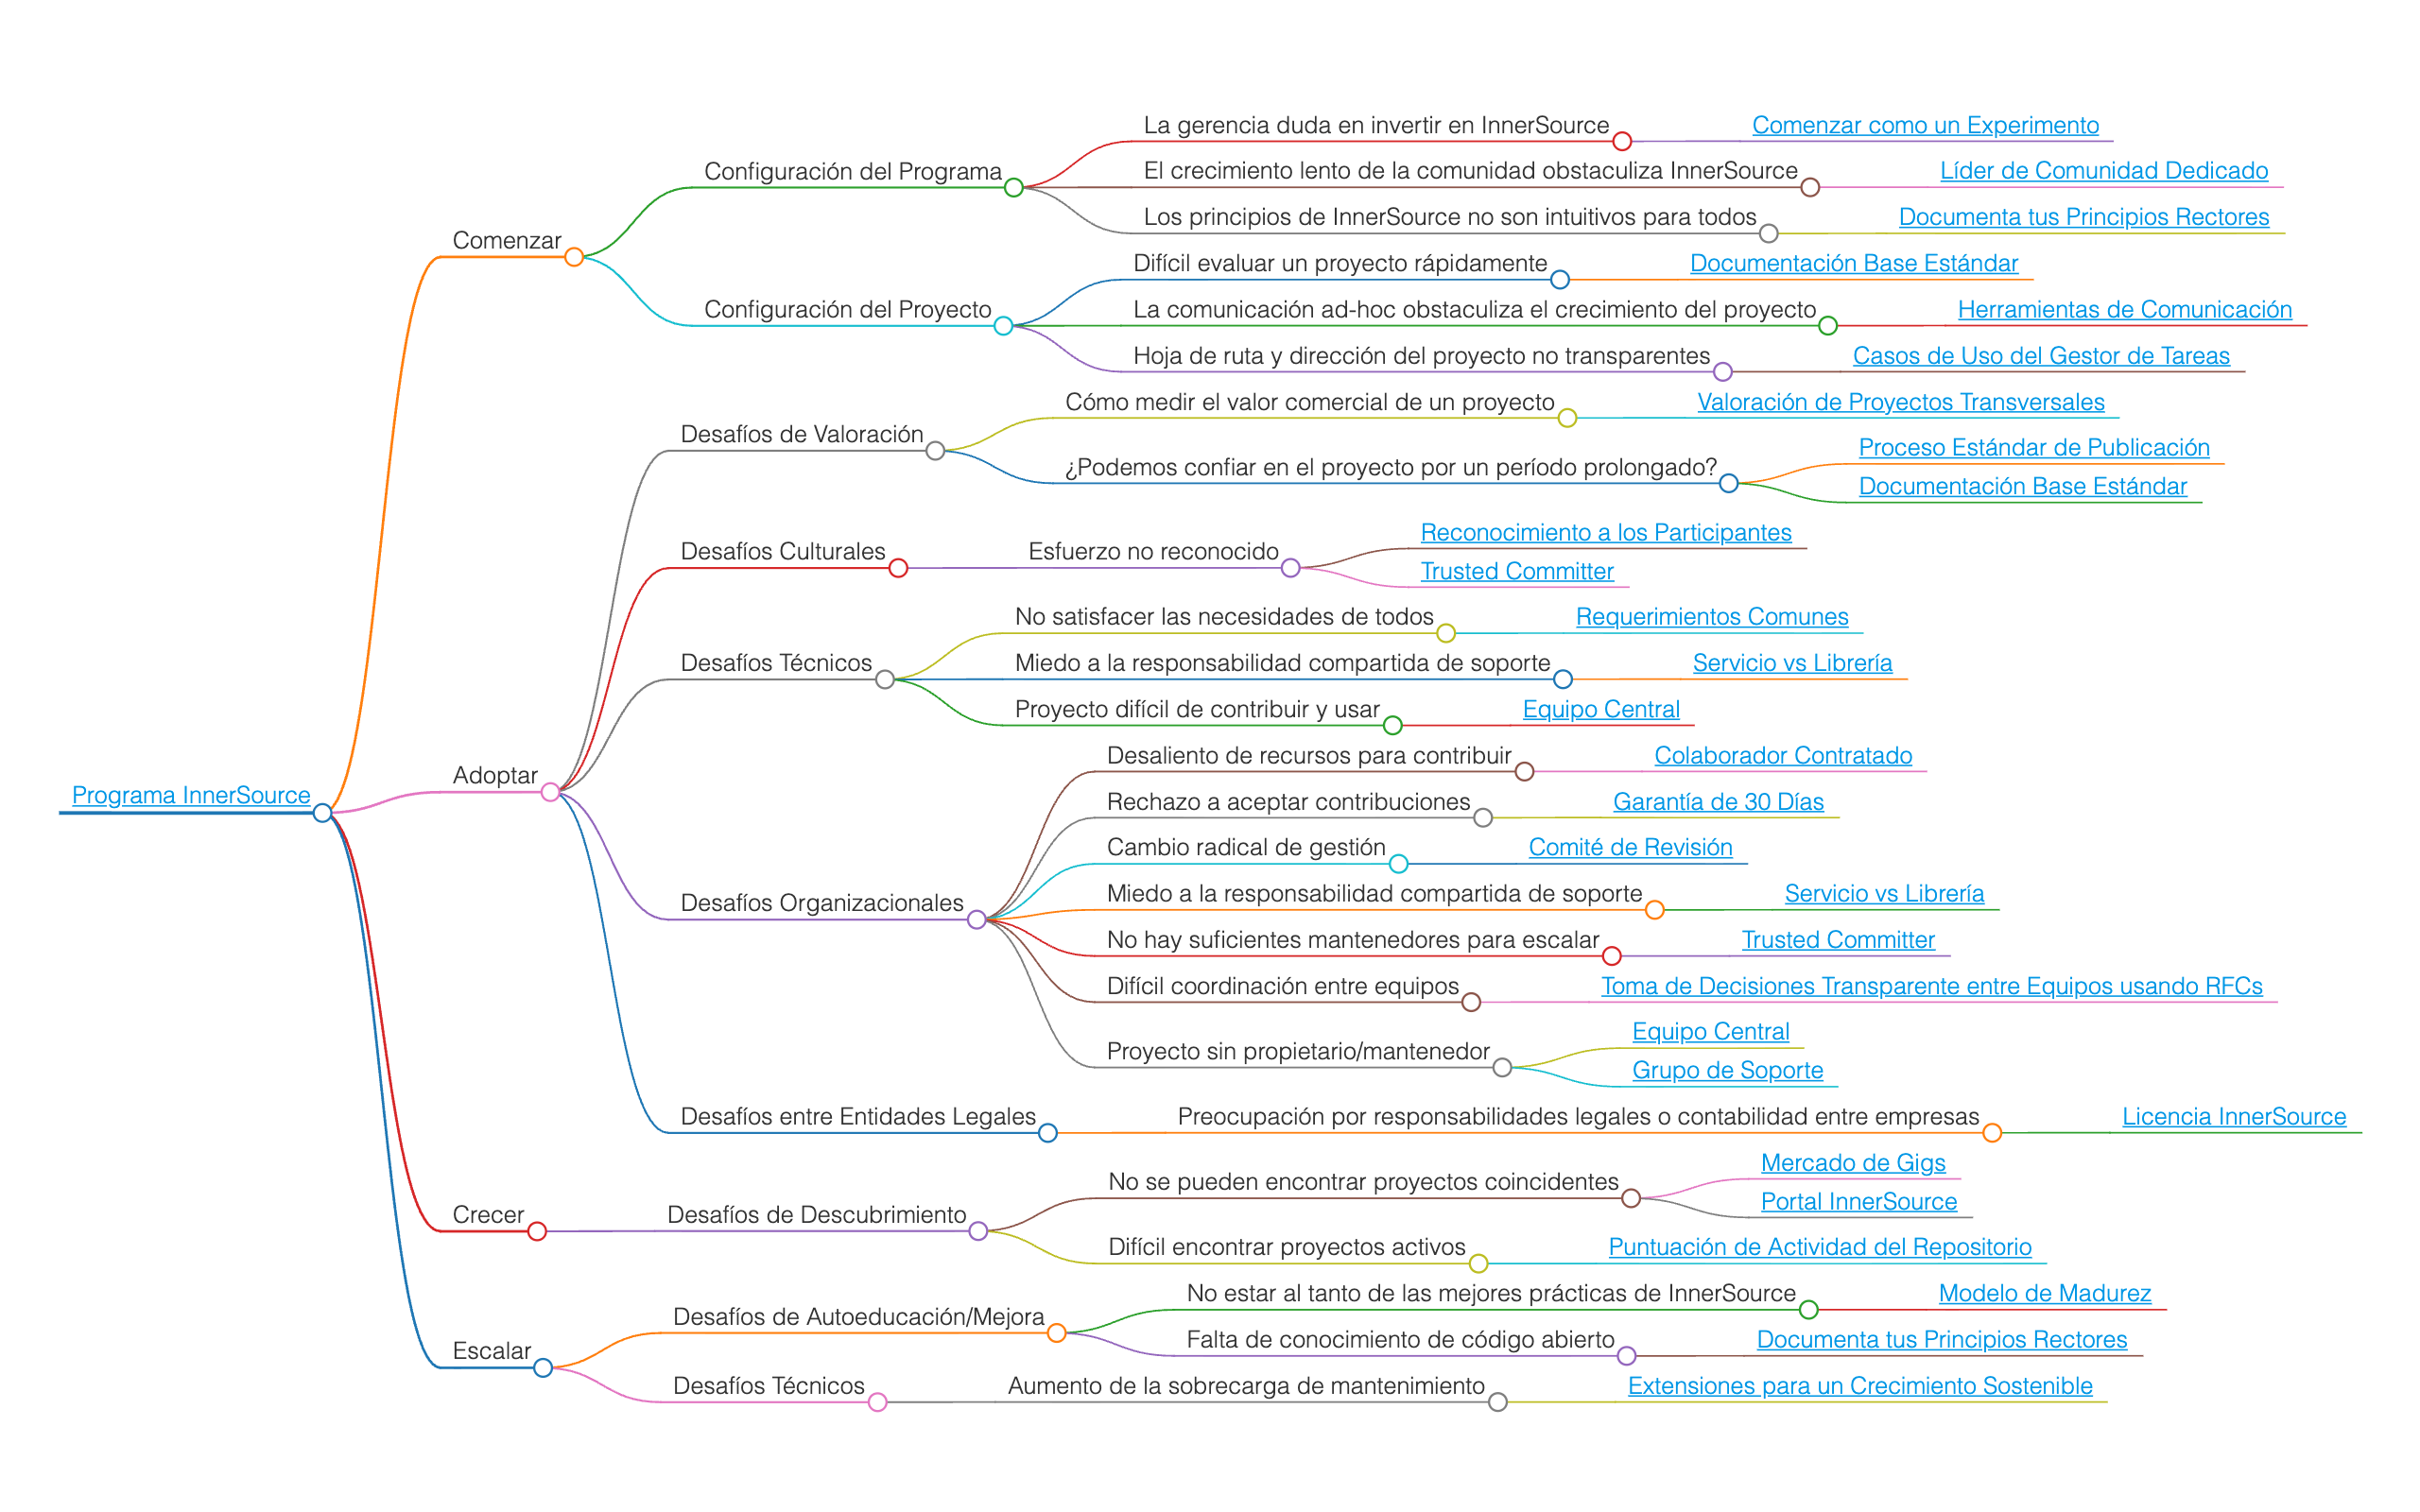 Programa InnerSource
Comenzar
Configuración del Programa
La gerencia duda en invertir en InnerSource
Comenzar como un Experimento
El crecimiento lento de la comunidad obstaculiza InnerSource
Líder de Comunidad Dedicado
Los principios de InnerSource no son intuitivos para todos
Documenta tus Principios Rectores
Configuración del Proyecto
Difícil evaluar un proyecto rápidamente
Documentación Base Estándar
La comunicación ad-hoc obstaculiza el crecimiento del proyecto
Herramientas de Comunicación
Hoja de ruta y dirección del proyecto no transparentes
Casos de Uso del Gestor de Tareas
Adoptar
Desafíos de Valoración
Cómo medir el valor comercial de un proyecto
Valoración de Proyectos Transversales
¿Podemos confiar en el proyecto por un período prolongado?
Proceso Estándar de Publicación
Documentación Base Estándar
Desafíos Culturales
Esfuerzo no reconocido
Reconocimiento a los Participantes
Trusted Committer
Desafíos Técnicos
No satisfacer las necesidades de todos
Requerimientos Comunes
Miedo a la responsabilidad compartida de soporte
Servicio vs Librería
Proyecto difícil de contribuir y usar
Equipo Central
Desafíos Organizacionales
Desaliento de recursos para contribuir
Colaborador Contratado
Rechazo a aceptar contribuciones
Garantía de 30 Días
Cambio radical de gestión
Comité de Revisión
Miedo a la responsabilidad compartida de soporte
Servicio vs Librería
No hay suficientes mantenedores para escalar
Trusted Committer
Difícil coordinación entre equipos
Toma de Decisiones Transparente entre Equipos usando RFCs
Proyecto sin propietario/mantenedor
Equipo Central
Grupo de Soporte
Desafíos entre Entidades Legales
Preocupación por responsabilidades legales o contabilidad entre empresas
Licencia InnerSource
Crecer
Desafíos de Descubrimiento
No se pueden encontrar proyectos coincidentes
Mercado de Gigs
Portal InnerSource
Difícil encontrar proyectos activos
Puntuación de Actividad del Repositorio
Escalar
Desafíos de Autoeducación/Mejora
No estar al tanto de las mejores prácticas de InnerSource
Modelo de Madurez
Falta de conocimiento de código abierto
Documenta tus Principios Rectores
Desafíos Técnicos
Aumento de la sobrecarga de mantenimiento
Extensiones para un Crecimiento Sostenible